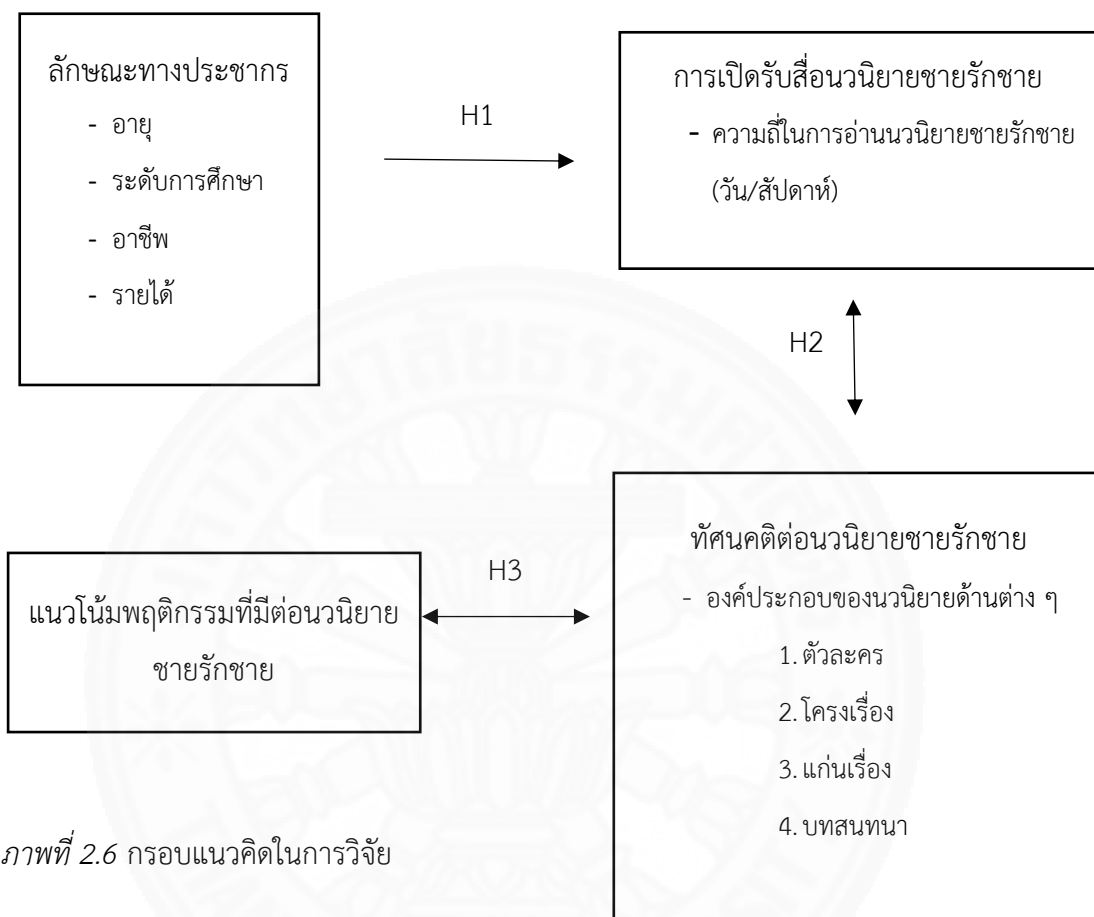 ลักษณะทางประชากร
- อายุ
- ระดับการศึกษา
- อาชีพ
- รายได้
H1
การเปิดรับสื่อนวนิยายชายรักชาย
- ความถี่ในการอ่านนวนิยายชายรักชาย
(วัน/สัปดาห์)
H2
ทัศนคติต่อนวนิยายชายรักชาย
- องค์ประกอบของนวนิยายด้านต่าง ๆ
1. ตัวละคร
2. โครงเรื่อง
3. แก่นเรื่อง
4. บทสนทนา
H3
แนวโน้มพฤติกรรมที่มีต่อนวนิยาย
ชายรักชาย
ภาพที่ 2.6 กรอบแนวคิดในการวิจัย